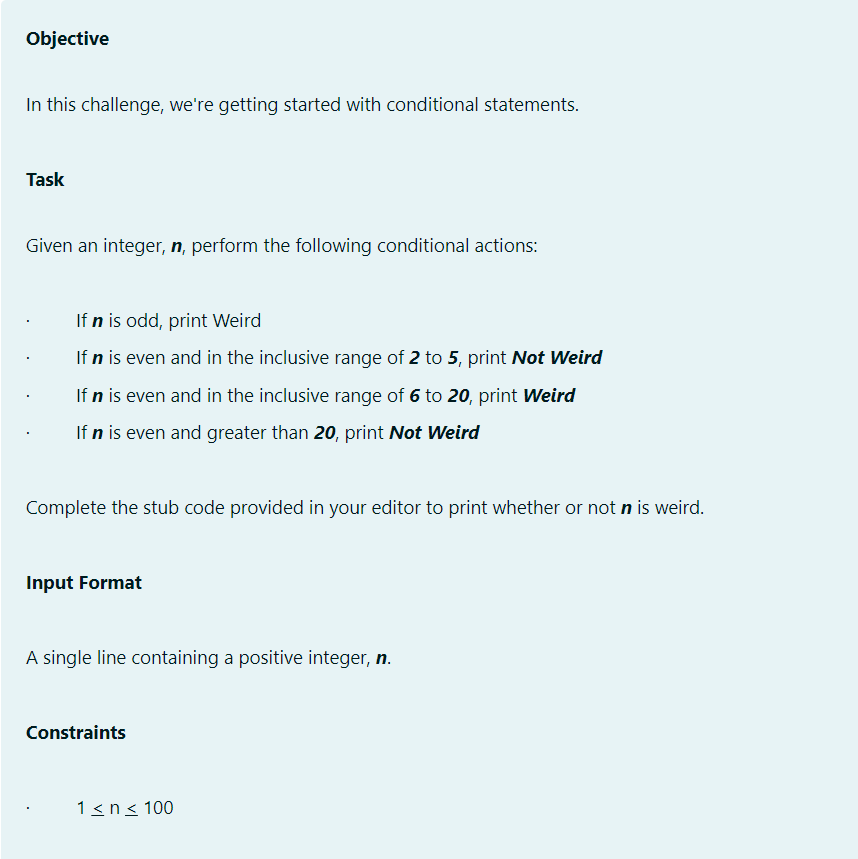 Objective
In this challenge, we're getting started with conditional statements.
Task
Given an integer, n, perform the following conditional actions:
· If n is odd, print Weird
· If n is even and in the inclusive range of 2 to 5, print Not Weird
· If n is even and in the inclusive range of 6 to 20, print Weird
· If n is even and greater than 20, print Not Weird
Complete the stub code provided in your editor to print whether or not n is weird.
Input Format
A single line containing a positive integer, n.
Constraints
· 1 ≤ n ≤ 100